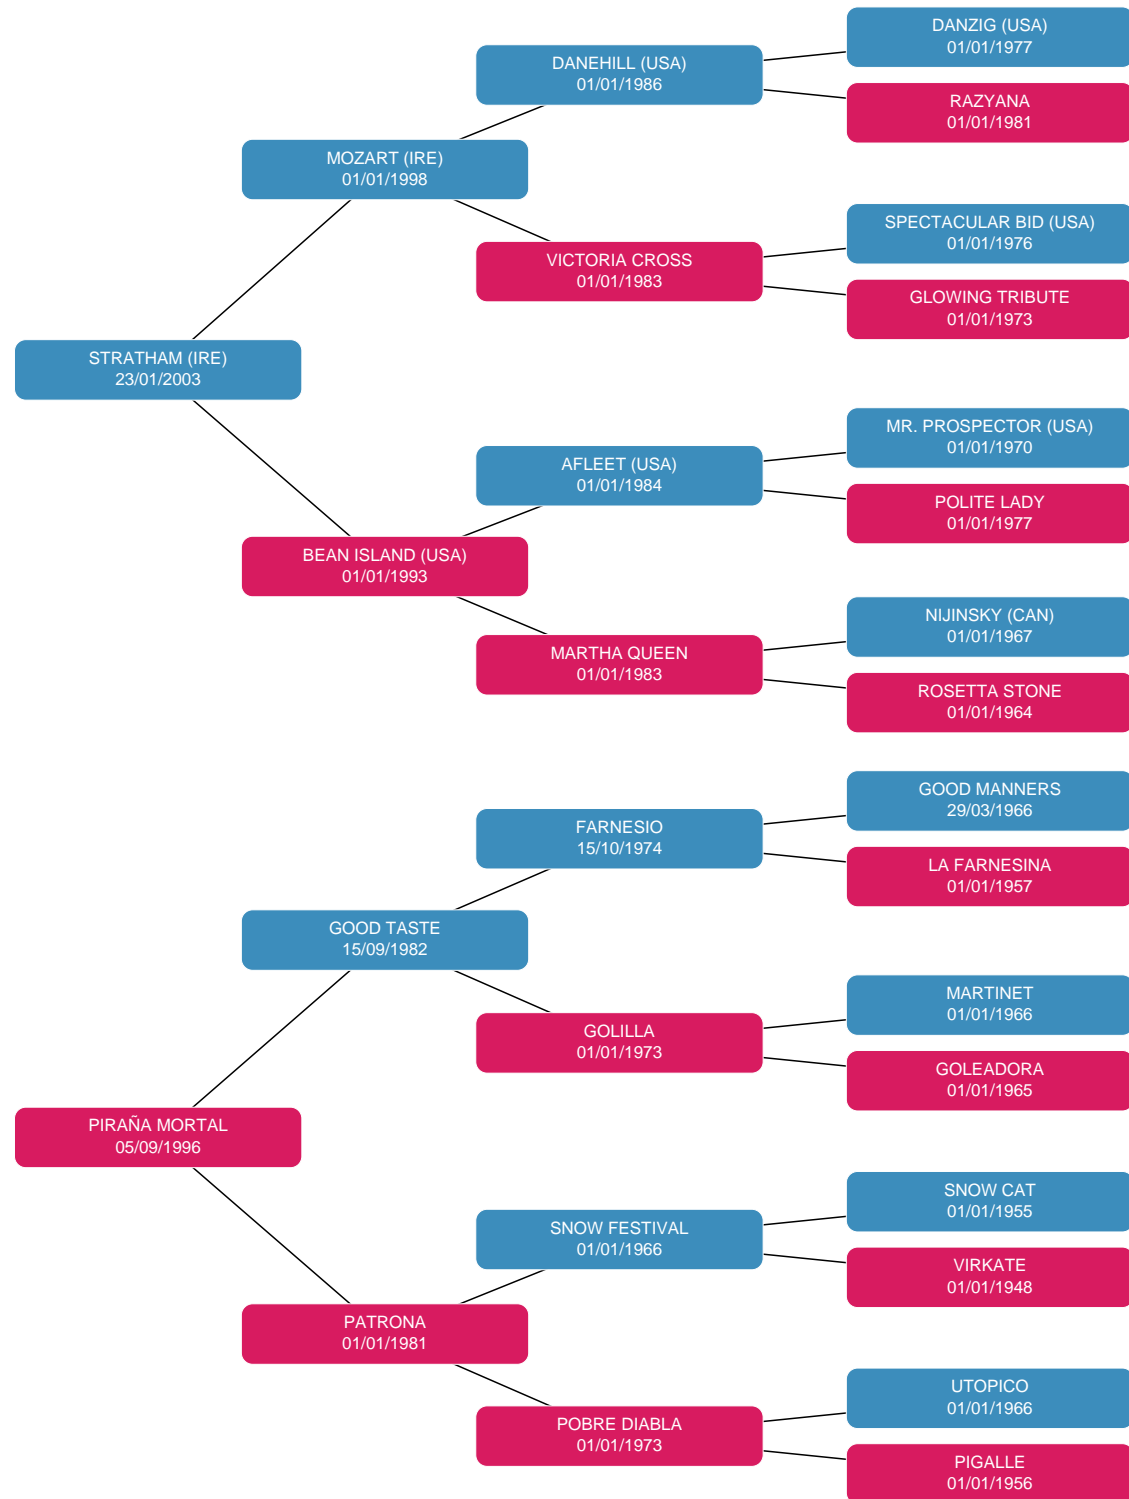 DANZIG (USA)
01/01/1977
DANEHILL (USA)
01/01/1986
RAZYANA
01/01/1981
MOZART (IRE)
01/01/1998
SPECTACULAR BID (USA)
01/01/1976
VICTORIA CROSS
01/01/1983
GLOWING TRIBUTE
01/01/1973
STRATHAM (IRE)
23/01/2003
MR. PROSPECTOR (USA)
01/01/1970
AFLEET (USA)
01/01/1984
POLITE LADY
01/01/1977
BEAN ISLAND (USA)
01/01/1993
NIJINSKY (CAN)
01/01/1967
MARTHA QUEEN
01/01/1983
ROSETTA STONE
01/01/1964
GOOD MANNERS
29/03/1966
FARNESIO
15/10/1974
LA FARNESINA
01/01/1957
GOOD TASTE
15/09/1982
MARTINET
01/01/1966
GOLILLA
01/01/1973
GOLEADORA
01/01/1965
PIRAÑA MORTAL
05/09/1996
SNOW CAT
01/01/1955
SNOW FESTIVAL
01/01/1966
VIRKATE
01/01/1948
PATRONA
01/01/1981
UTOPICO
01/01/1966
POBRE DIABLA
01/01/1973
PIGALLE
01/01/1956